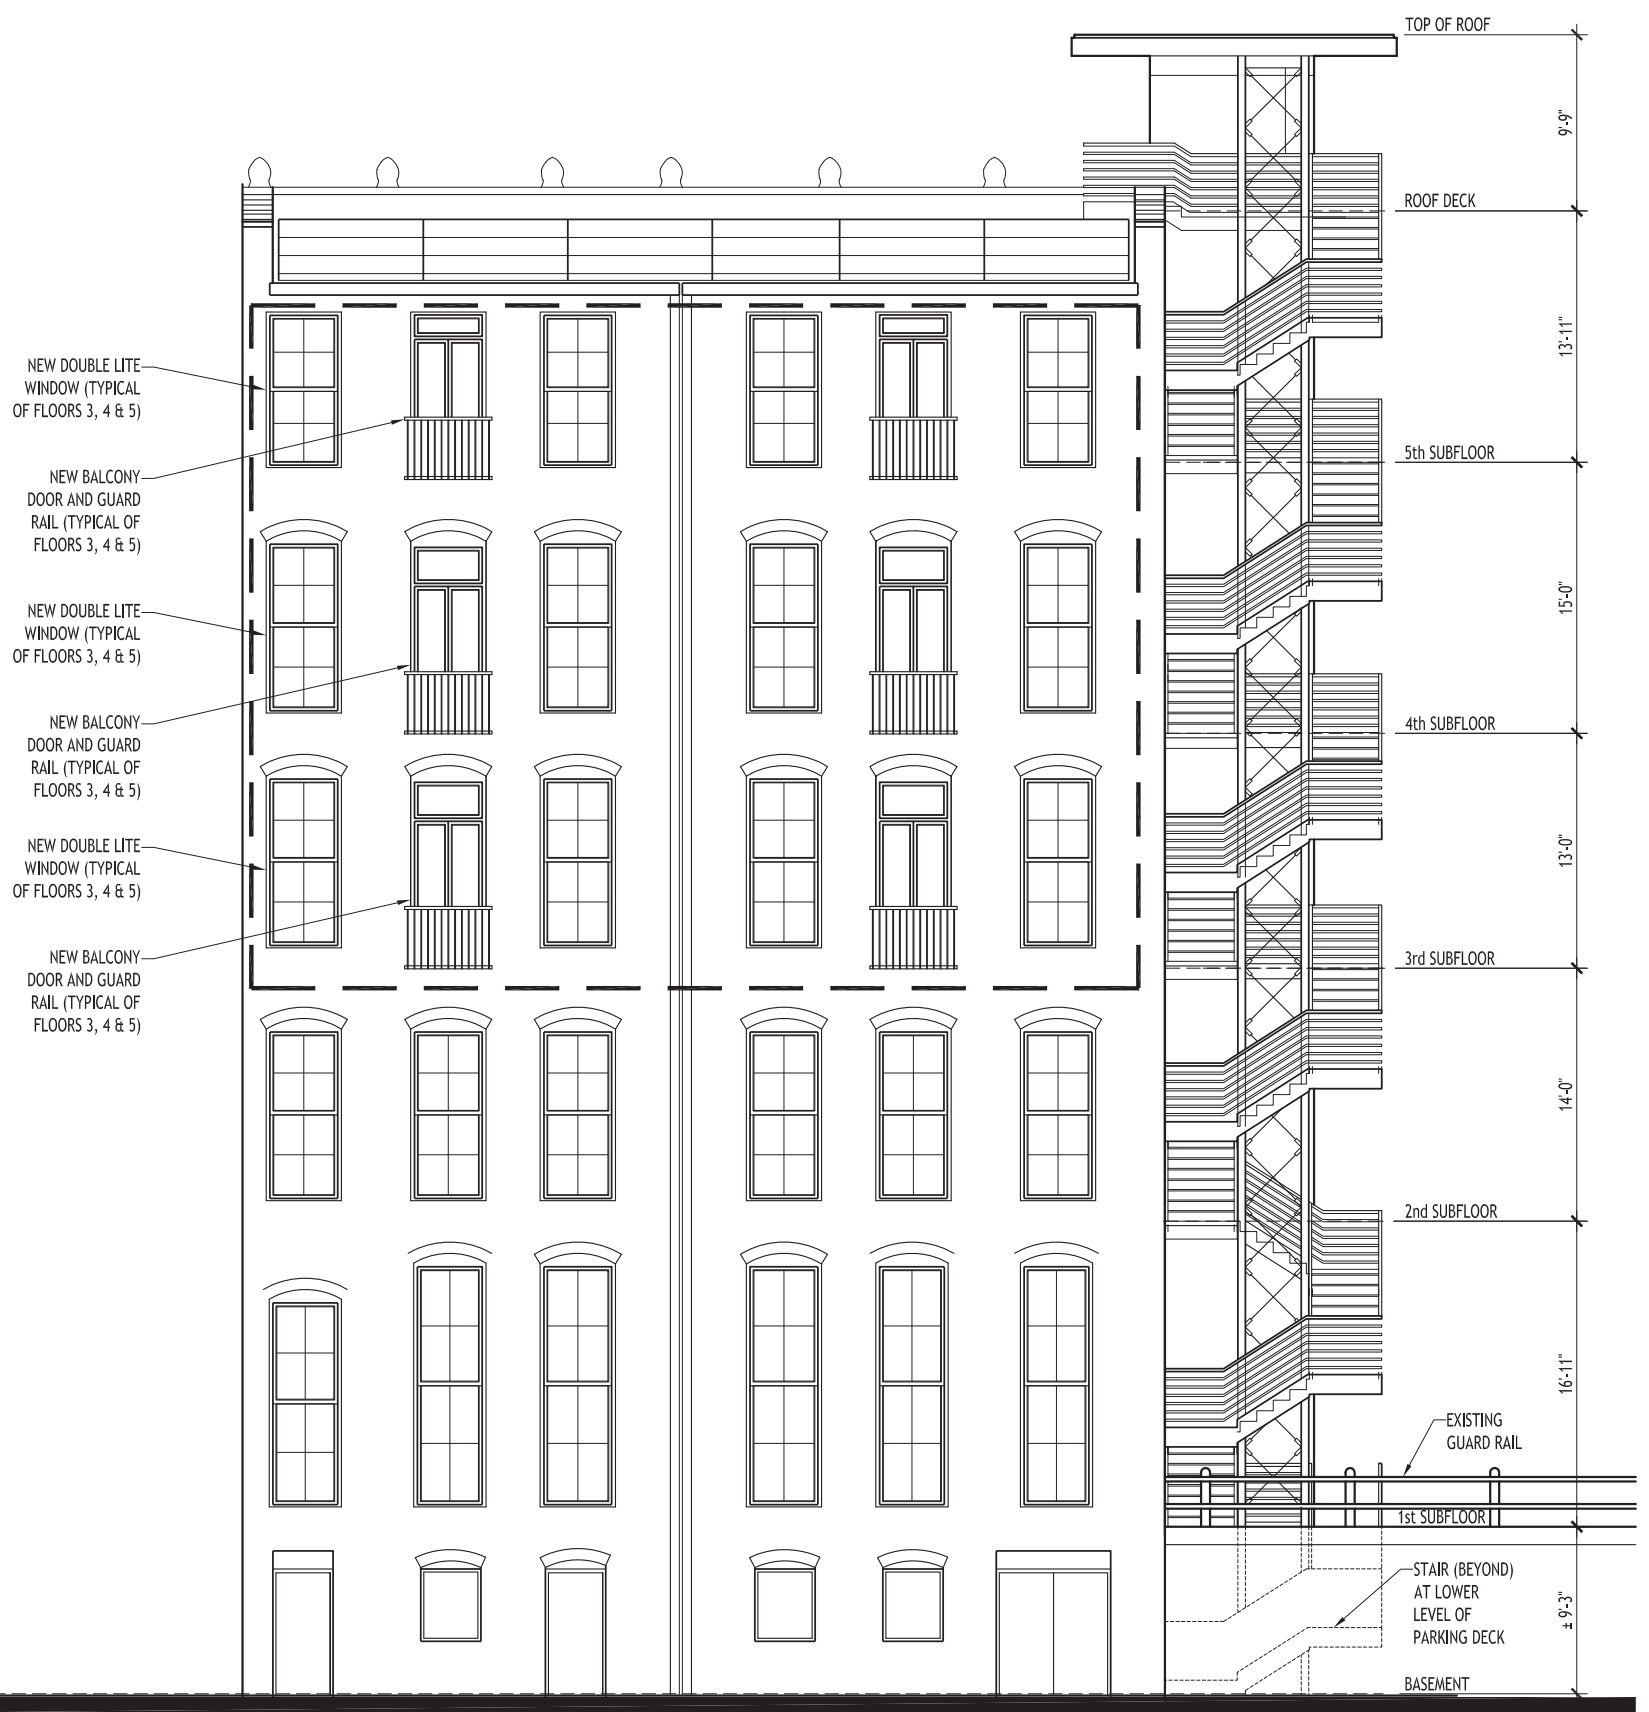 TOP OF ROOF
9'-9"
ROOF DECK
13'-11"
NEW DOUBLE LITE
WINDOW (TYPICAL
OF FLOORS 3, 4 & 5)
5th SUBFLOOR
NEW BALCONY
DOOR AND GUARD
RAIL (TYPICAL OF
FLOORS 3, 4 & 5)
15'-0"
NEW DOUBLE LITE
WINDOW (TYPICAL
OF FLOORS 3, 4 & 5)
4th SUBFLOOR
NEW BALCONY
DOOR AND GUARD
RAIL (TYPICAL OF
FLOORS 3, 4 & 5)
13'-0"
NEW DOUBLE LITE
WINDOW (TYPICAL
OF FLOORS 3, 4 & 5)
3rd SUBFLOOR
NEW BALCONY
DOOR AND GUARD
RAIL (TYPICAL OF
FLOORS 3, 4 & 5)
14'-0"
2nd SUBFLOOR
16'-11"
EXISTING
GUARD RAIL
1st SUBFLOOR
STAIR (BEYOND)
AT LOWER
LEVEL OF
PARKING DECK
± 9'-3"
BASEMENT